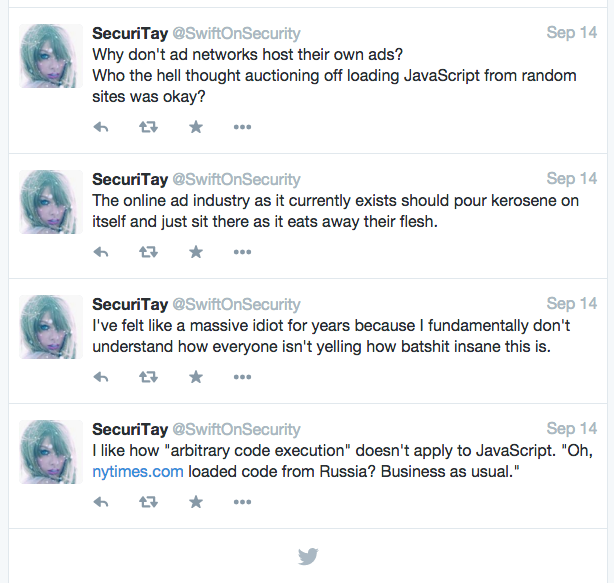 SecuriTay @SwiftOnSecurity Sep 14
Why don't ad networks host their own ads?
Who the hell thought auctioning off loading JavaScript from random
sites was okay?
SecuriTay @SwiftOnSecurity Sep 14
The online ad industry as it currently exists should pour kerosene on
itself and just sit there as it eats away their flesh.
SecuriTay @SwiftOnSecurity Sep 14
I've felt like a massive idiot for years because I fundamentally don't
understand how everyone isn't yelling how batshit insane this is.
SecuriTay @SwiftOnSecurity Sep 14
I like how "arbitrary code execution" doesn't apply to JavaScript. "Oh,
nytimes.com loaded code from Russia? Business as usual."